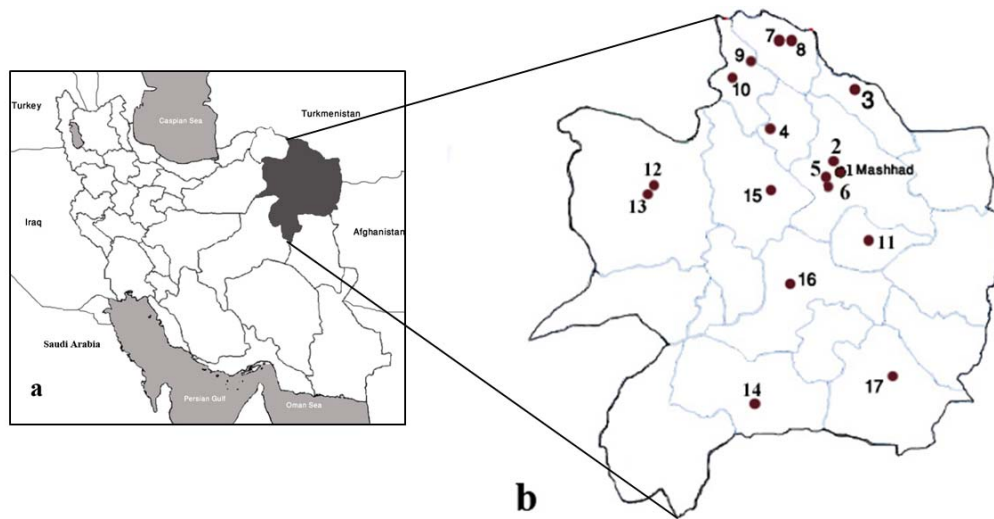 Turkey
Caspian Sea
Turkmenistan
Iraq
Afghanistan
Saudi Arabia
Persian Gulf
Oman Sea
a
7 8
9
10
3
4
2
1 Mashhad
5
6
12
13
15
11
16
17
14
b